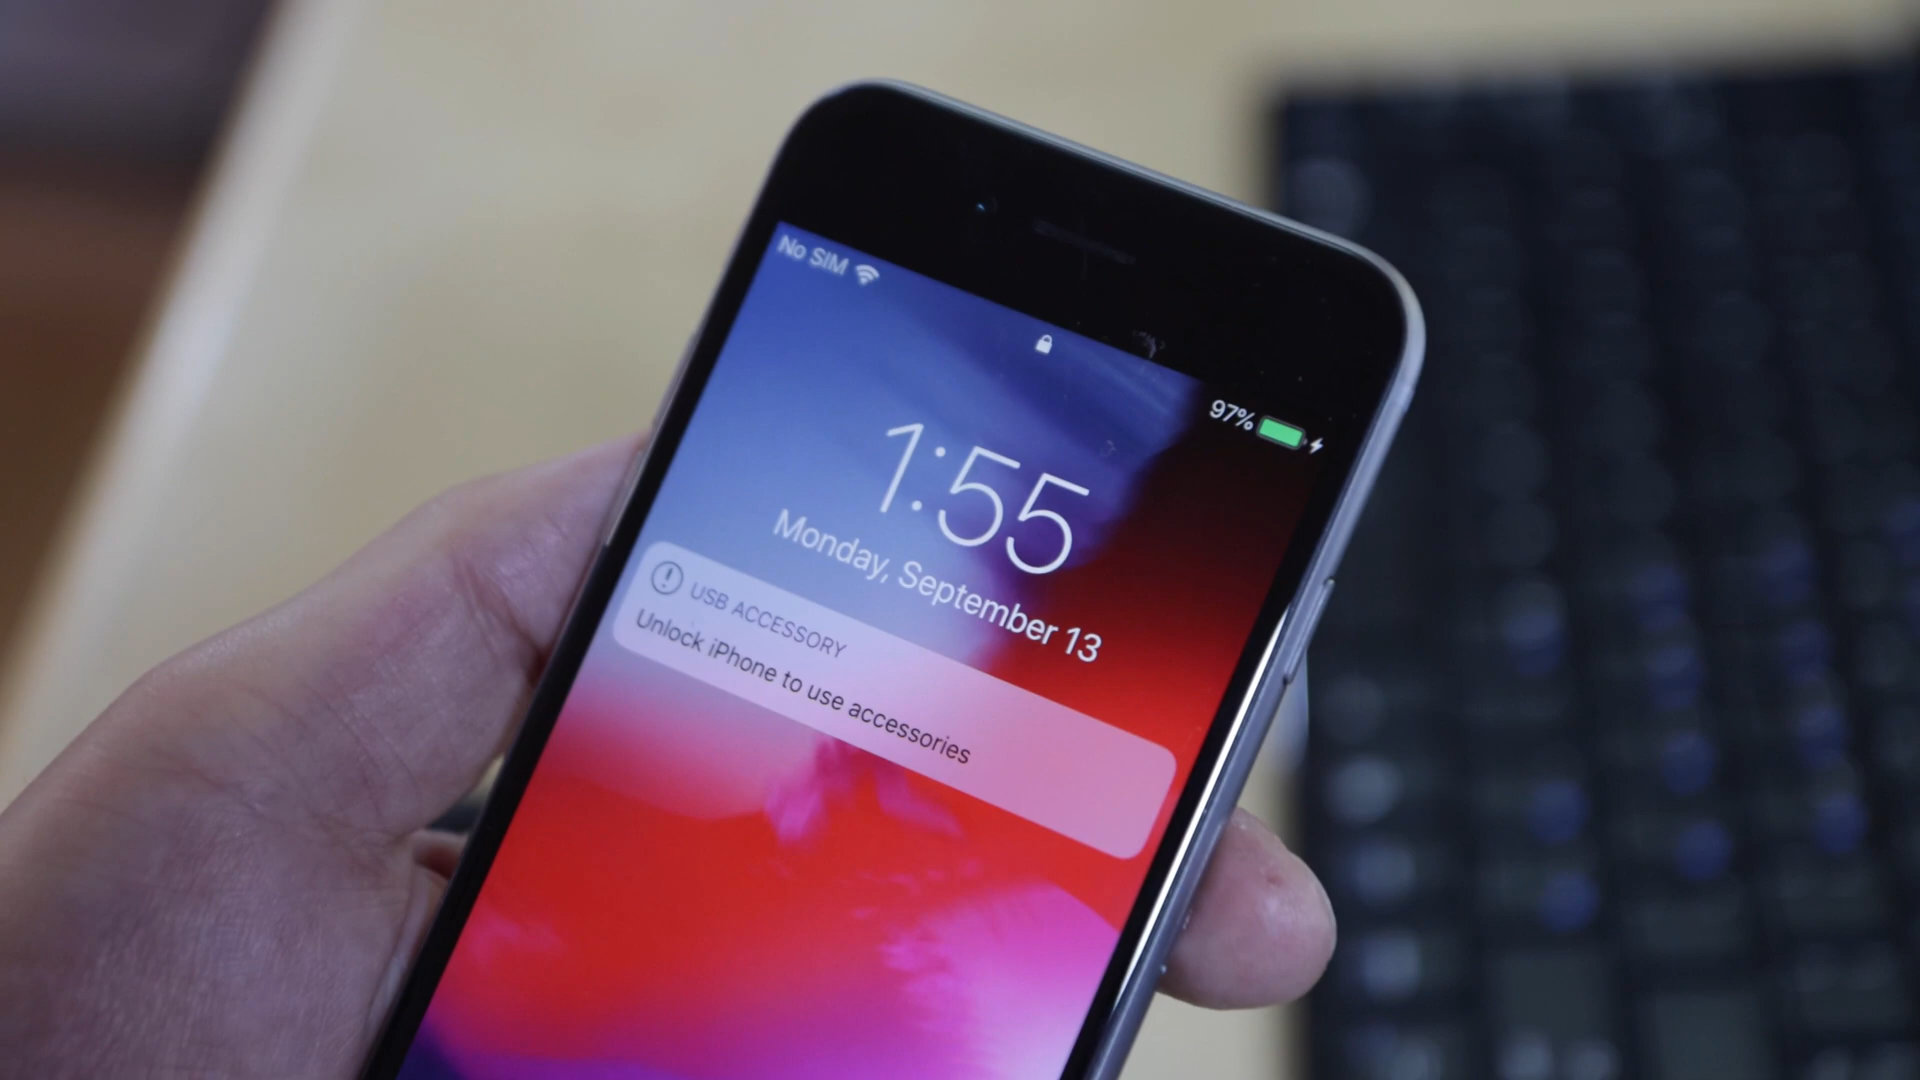 No SIM
97%
1:55
Monday, September 13
USB ACCESSORY
Unlock iPhone to use accessories